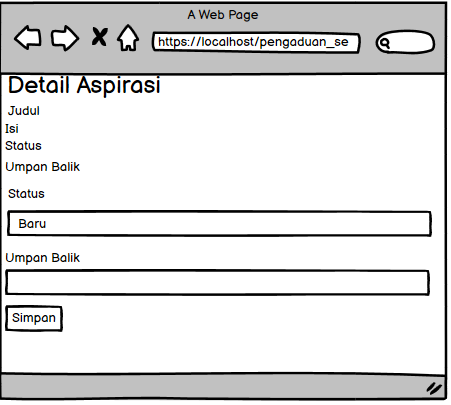 A Web Page
https://localhost/pengaduan_se
Detail Aspirasi
Judul
Isi
Status
Umpan Balik
Status
Baru
Umpan Balik
Simpan